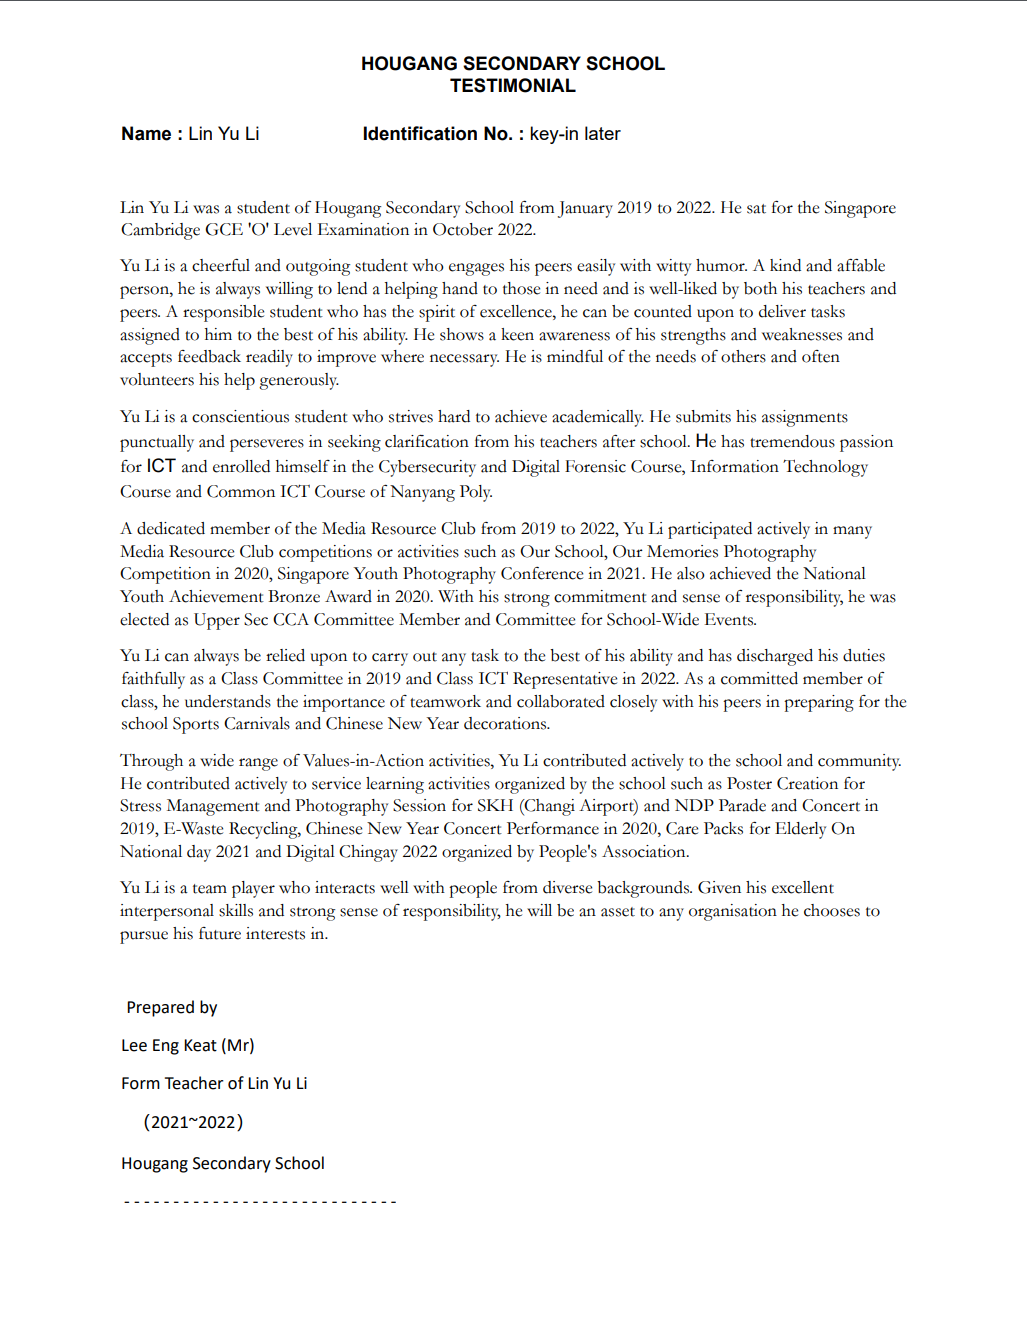 HOUGANG SECONDARY SCHOOL
TESTIMONIAL
Name : Lin Yu Li Identification No. : key-in later
Lin Yu Li was a student of Hougang Secondary School from January 2019 to 2022. He sat for the Singapore
Cambridge GCE 'O' Level Examination in October 2022.
Yu Li is a cheerful and outgoing student who engages his peers easily with witty humor. A kind and affable
person, he is always willing to lend a helping hand to those in need and is well-liked by both his teachers and
peers. A responsible student who has the spirit of excellence, he can be counted upon to deliver tasks
assigned to him to the best of his ability. He shows a keen awareness of his strengths and weaknesses and
accepts feedback readily to improve where necessary. He is mindful of the needs of others and often
volunteers his help generously.
Yu Li is a conscientious student who strives hard to achieve academically. He submits his assignments
punctually and perseveres in seeking clarification from his teachers after school. He has tremendous passion
for ICT and enrolled himself in the Cybersecurity and Digital Forensic Course, Information Technology
Course and Common ICT Course of Nanyang Poly.
A dedicated member of the Media Resource Club from 2019 to 2022, Yu Li participated actively in many
Media Resource Club competitions or activities such as Our School, Our Memories Photography
Competition in 2020, Singapore Youth Photography Conference in 2021. He also achieved the National
Youth Achievement Bronze Award in 2020. With his strong commitment and sense of responsibility, he was
elected as Upper Sec CCA Committee Member and Committee for School-Wide Events.
Yu Li can always be relied upon to carry out any task to the best of his ability and has discharged his duties
faithfully as a Class Committee in 2019 and Class ICT Representative in 2022. As a committed member of
class, he understands the importance of teamwork and collaborated closely with his peers in preparing for the
school Sports Carnivals and Chinese New Year decorations.
Through a wide range of Values-in-Action activities, Yu Li contributed actively to the school and community.
He contributed actively to service learning activities organized by the school such as Poster Creation for
Stress Management and Photography Session for SKH (Changi Airport) and NDP Parade and Concert in
2019, E-Waste Recycling, Chinese New Year Concert Performance in 2020, Care Packs for Elderly On
National day 2021 and Digital Chingay 2022 organized by People's Association.
Yu Li is a team player who interacts well with people from diverse backgrounds. Given his excellent
interpersonal skills and strong sense of responsibility, he will be an asset to any organisation he chooses to
pursue his future interests in.
Prepared by
Lee Eng Keat (Mr)
Form Teacher of Lin Yu Li
(2021~2022)
Hougang Secondary School
- - - - - - - - - - - - - - - - - - - - - - - - - - - -